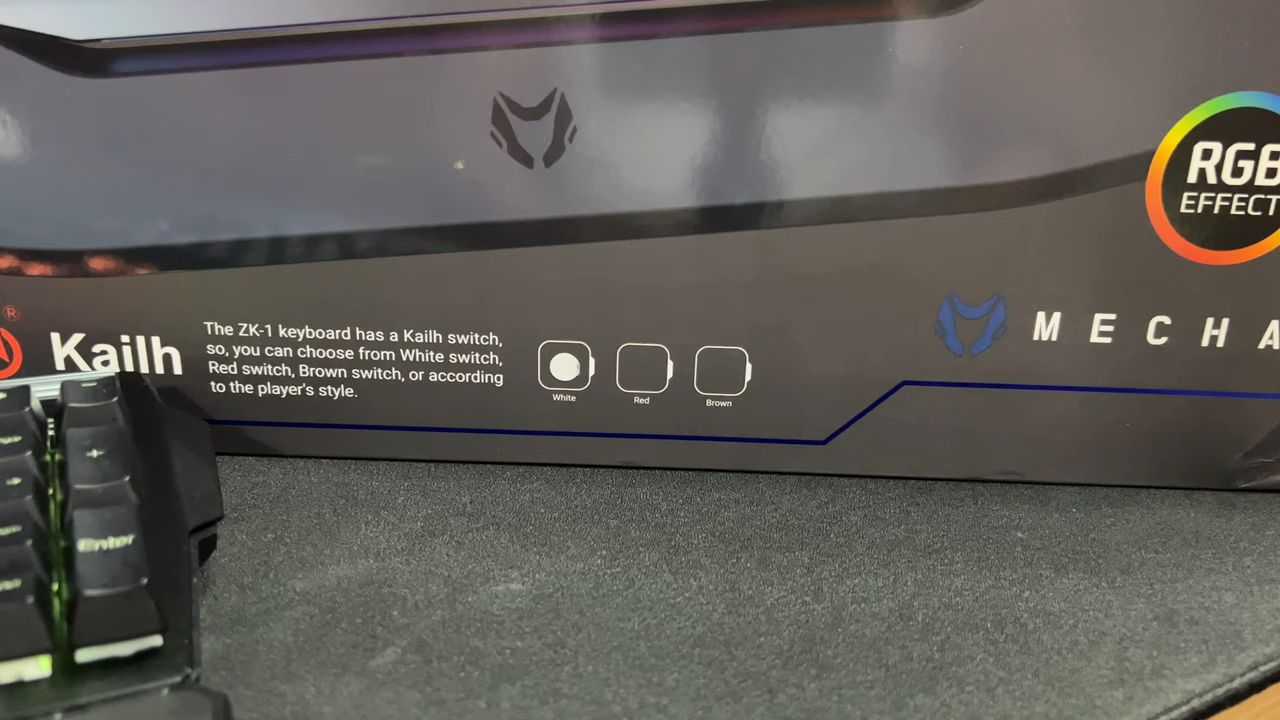 RGB
EFFECT
®
Kailh
The ZK-1 keyboard has a Kailh switch,
so, you can choose from White switch,
Red switch, Brown switch, or according
to the player's style.
White
Red
Brown
MECHA
+
Enter